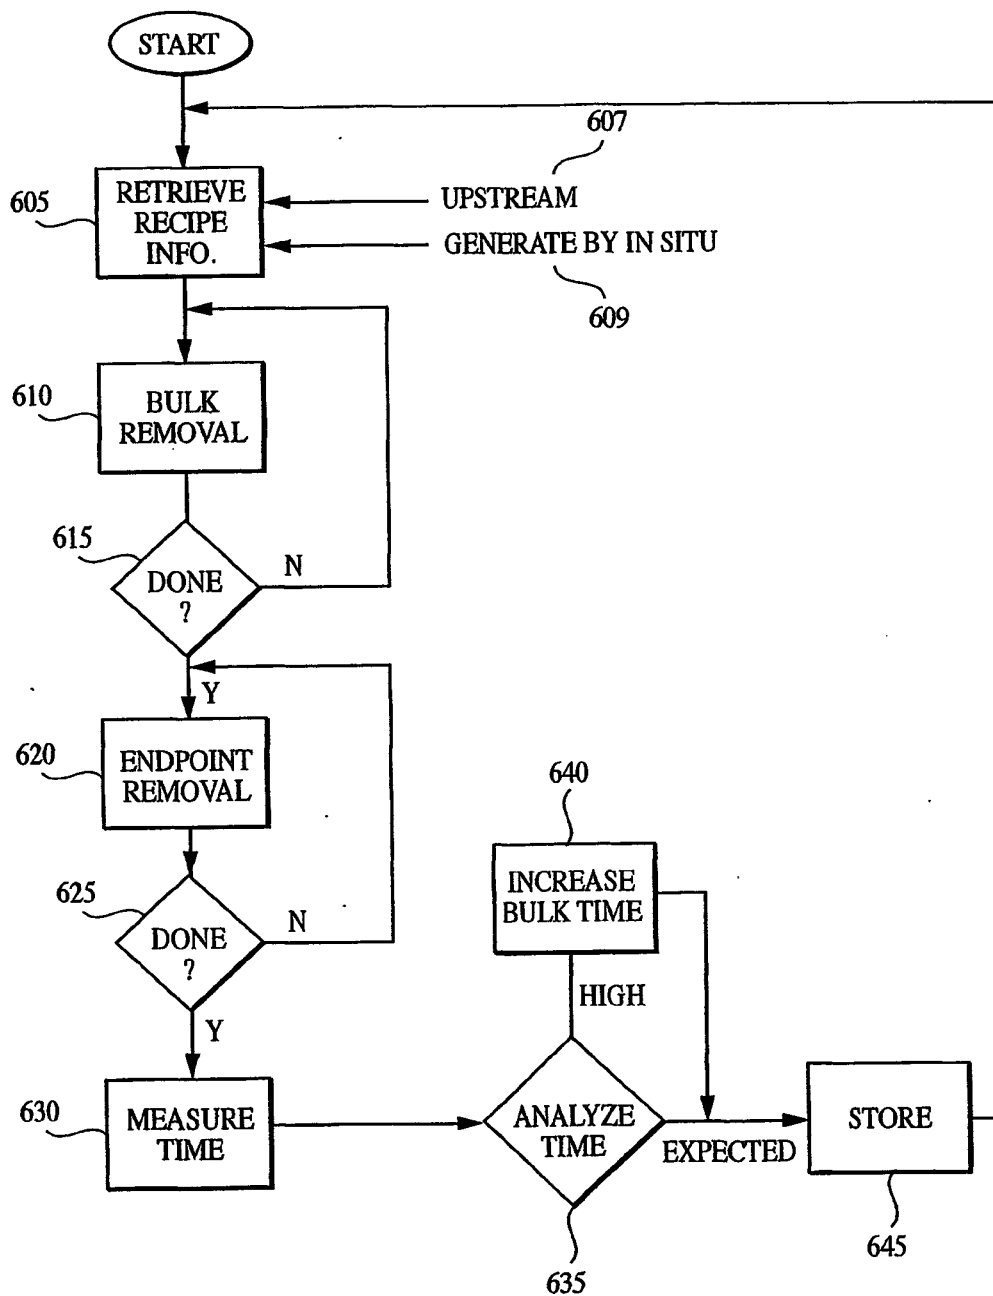 START
607
605
RETRIEVE
RECIPE
INFO.
UPSTREAM
GENERATE BY IN SITU
609
610
BULK
REMOVAL
615
DONE
?
N
Y
620
ENDPOINT
REMOVAL
640
INCREASE
BULK TIME
625
DONE
?
N
HIGH
Y
630
MEASURE
TIME
ANALYZE
TIME
EXPECTED
STORE
645
635